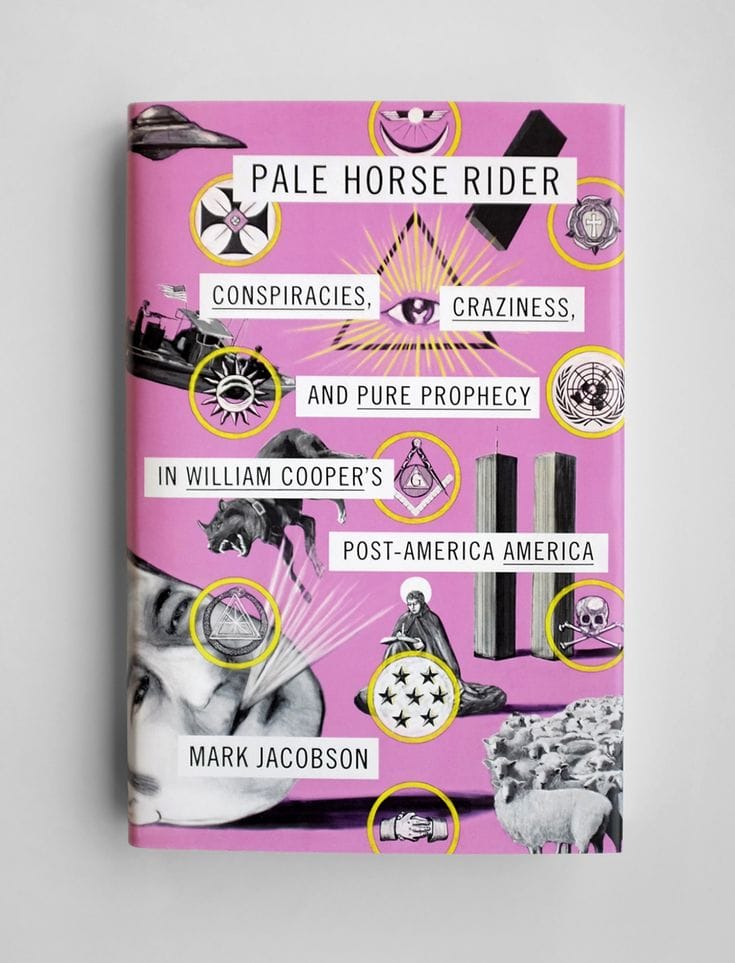 PALE HORSE RIDER
CONSPIRACIES, CRAZINESS,
AND PURE PROPHECY
IN WILLIAM COOPER'S
POST-AMERICA AMERICA
G
MARK JACOBSON